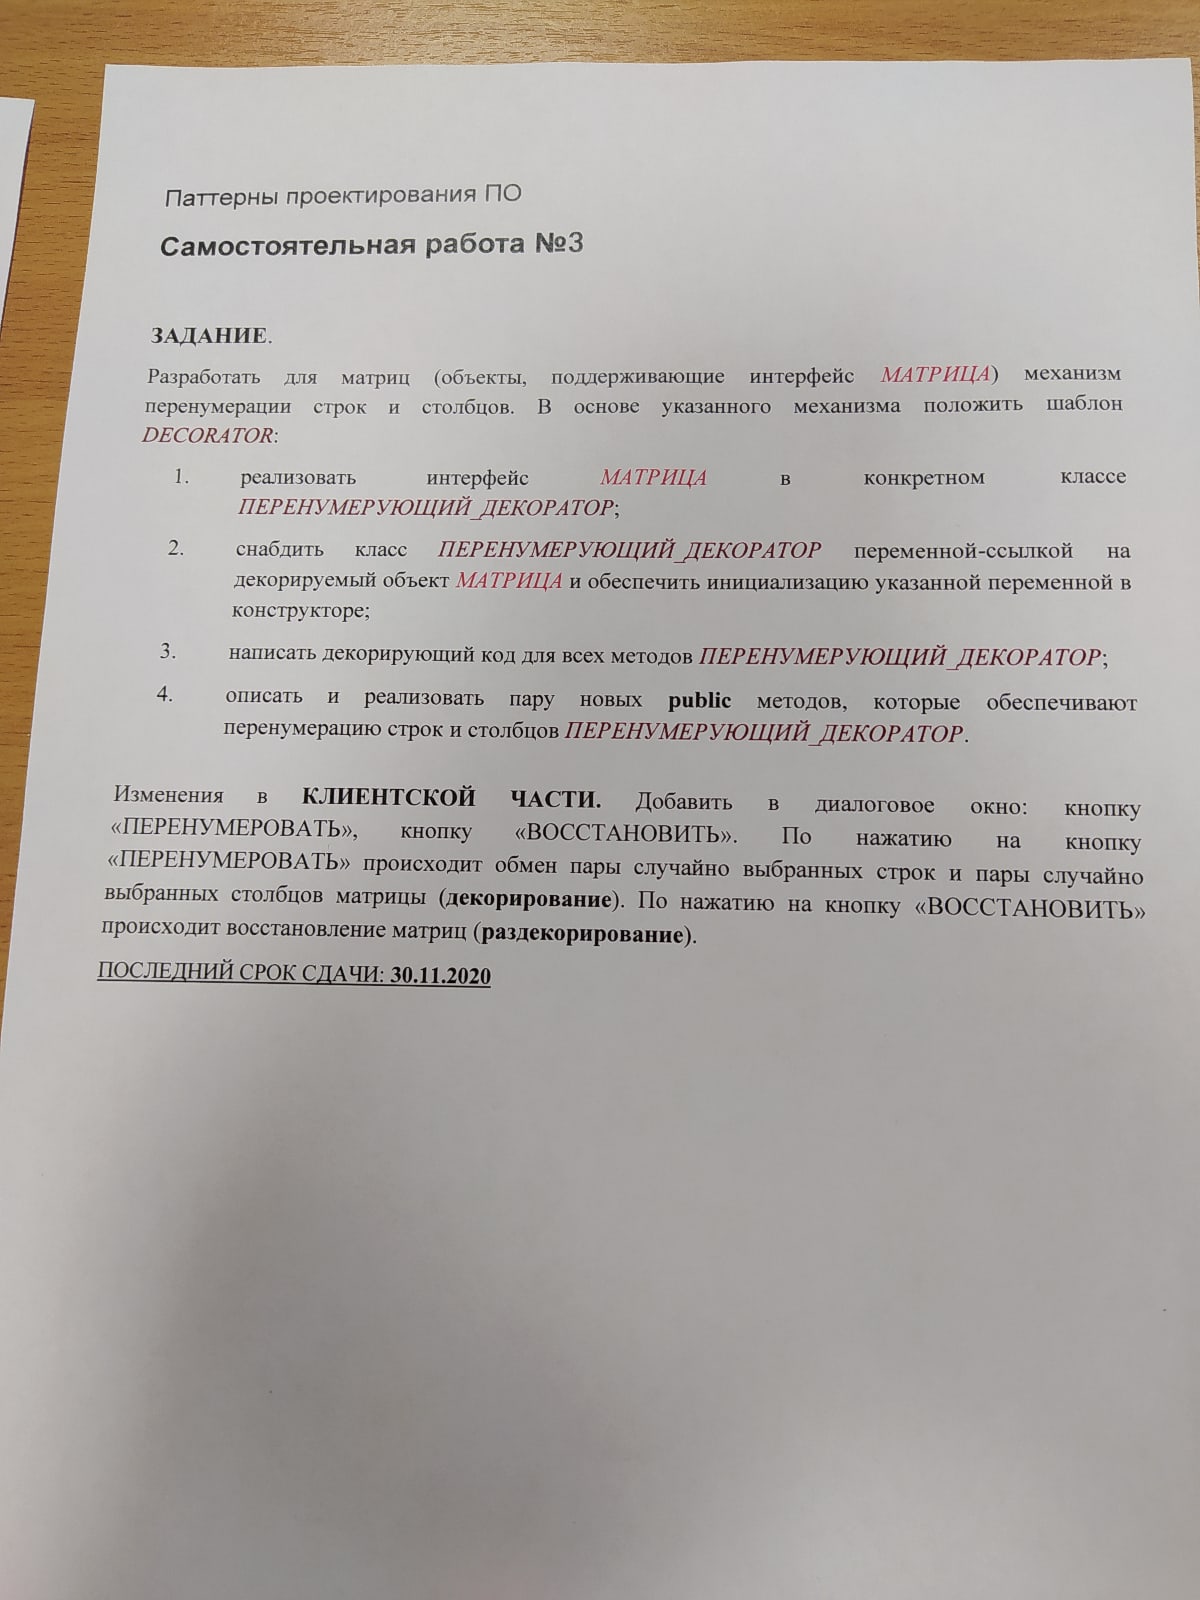 Паттерны проектирования ПО
Самостоятельная работа №3
ЗАДАНИЕ.
Разработать для матриц (объекты, поддерживающие интерфейс МАТРИЦА) механизм
перенумерации строк и столбцов. В основе указанного механизма положить шаблон
DECORATOR:
1. реализовать интерфейс МАТРИЦА в конкретном классе
ПЕРЕНУМЕРУЮЩИЙ_ДЕКОРАТОР;
2. снабдить класс ПЕРЕНУМЕРУЮЩИЙ_ДЕКОРАТОР переменной-ссылкой на
декорируемый объект МАТРИЦА и обеспечить инициализацию указанной переменной в
конструкторе;
3. написать декорирующий код для всех методов ПЕРЕНУМЕРУЮЩИЙ_ДЕКОРАТОР;
4. описать и реализовать пару новых public методов, которые обеспечивают
перенумерацию строк и столбцов ПЕРЕНУМЕРУЮЩИЙ_ДЕКОРАТОР.
Изменения в КЛИЕНТСКОЙ ЧАСТИ. Добавить в диалоговое окно: кнопку
«ПЕРЕНУМЕРОВАТЬ», кнопку «ВОССТАНОВИТЬ». По нажатию на кнопку
«ПЕРЕНУМЕРОВАТЬ» происходит обмен пары случайно выбранных строк и пары случайно
выбранных столбцов матрицы (декорирование). По нажатию на кнопку «ВОССТАНОВИТЬ»
происходит восстановление матриц (раздекорирование).
ПОСЛЕДНИЙ СРОК СДАЧИ: 30.11.2020